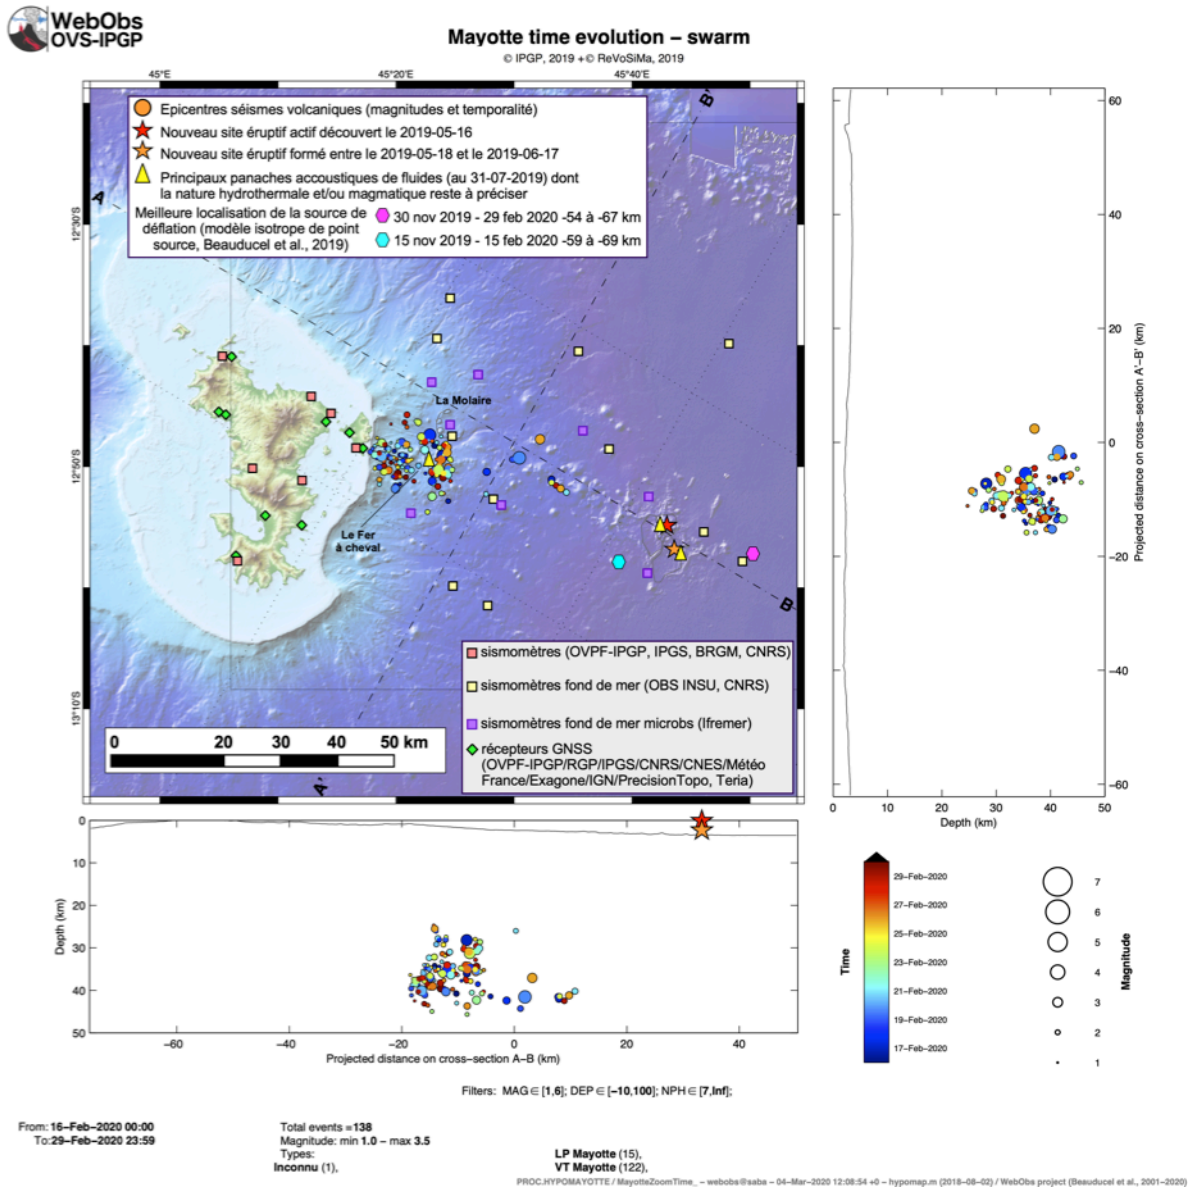 WebObs
OVS-IPGP
Mayotte time evolution – swarm
© IPGP, 2019 +© ReVoSiMa, 2019
45°E 45°20'E 45°40'E
Epicentres séismes volcaniques (magnitudes et temporalité)
Nouveau site éruptif actif découvert le 2019-05-16
Nouveau site éruptif formé entre le 2019-05-18 et le 2019-06-17
Principaux panaches accoustiques de fluides (au 31-07-2019) dont
la nature hydrothermale et/ou magmatique reste à préciser
Meilleure localisation de la source de
déflation (modèle isotrope de point
source, Beauducel et al., 2019)
30 nov 2019 - 29 feb 2020 -54 à -67 km
15 nov 2019 - 15 feb 2020 -59 à -69 km
A
B'
12°30'S
12°50'S
13°10'S
La Molaire
Le Fer
à cheval
B
A'
sismomètres (OVPF-IPGP, IPGS, BRGM, CNRS)
sismomètres fond de mer (OBS INSU, CNRS)
sismomètres fond de mer microbs (Ifremer)
récepteurs GNSS
(OVPF-IPGP/RGP/IPGS/CNRS/CNES/Météo
France/Exagone/IGN/PrecisionTopo, Teria)
0 20 30 40 50 km
60
40
20
0
−20
−40
−60
Projected distance on cross−section A'−B' (km)
0 10 20 30 40 50
Depth (km)
0
10
20
30
40
50
Depth (km)
−60 −40 −20 0 20 40
Projected distance on cross−section A−B (km)
Time
29−Feb−2020
27−Feb−2020
25−Feb−2020
23−Feb−2020
21−Feb−2020
19−Feb−2020
17−Feb−2020
7
6
5
4
3
2
1
Magnitude
Filters: MAG ∈ [1,6]; DEP ∈ [−10,100]; NPH ∈ [7,Inf];
From: 16−Feb−2020 00:00
To:29−Feb−2020 23:59
Total events =138
Magnitude: min 1.0 − max 3.5
Types:
Inconnu (1),
LP Mayotte (15),
VT Mayotte (122),
PROC.HYPOMAYOTTE / MayotteZoomTime_ − webobs@saba − 04−Mar−2020 12:08:54 +0 − hypomap.m (2018−08−02) / WebObs project (Beauducel et al., 2001−2020)